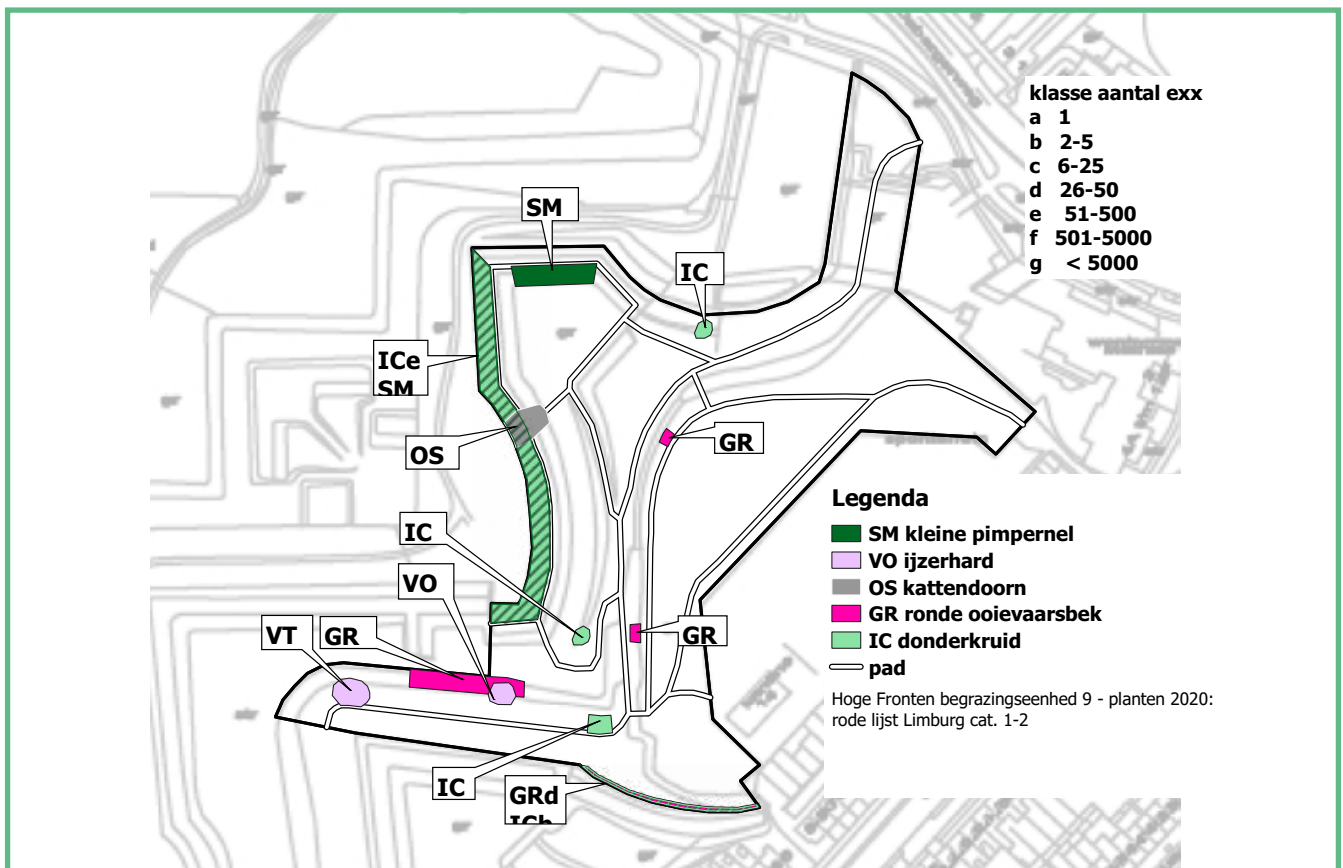 klasse aantal exx
a 1
b 2-5
c 6-25
d 26-50
e 51-500
f 501-5000
g < 5000
SM
IC
ICe
SM
OS
GR
IC
VO
VT
GR
GR
IC
GRd
Legenda
SM kleine pimpernel
VO ijzerhard
OS kattendoorn
GR ronde ooievaarsbek
IC donderkruid
pad
Hoge Fronten begrazingseenhed 9 - planten 2020:
rode lijst Limburg cat. 1-2